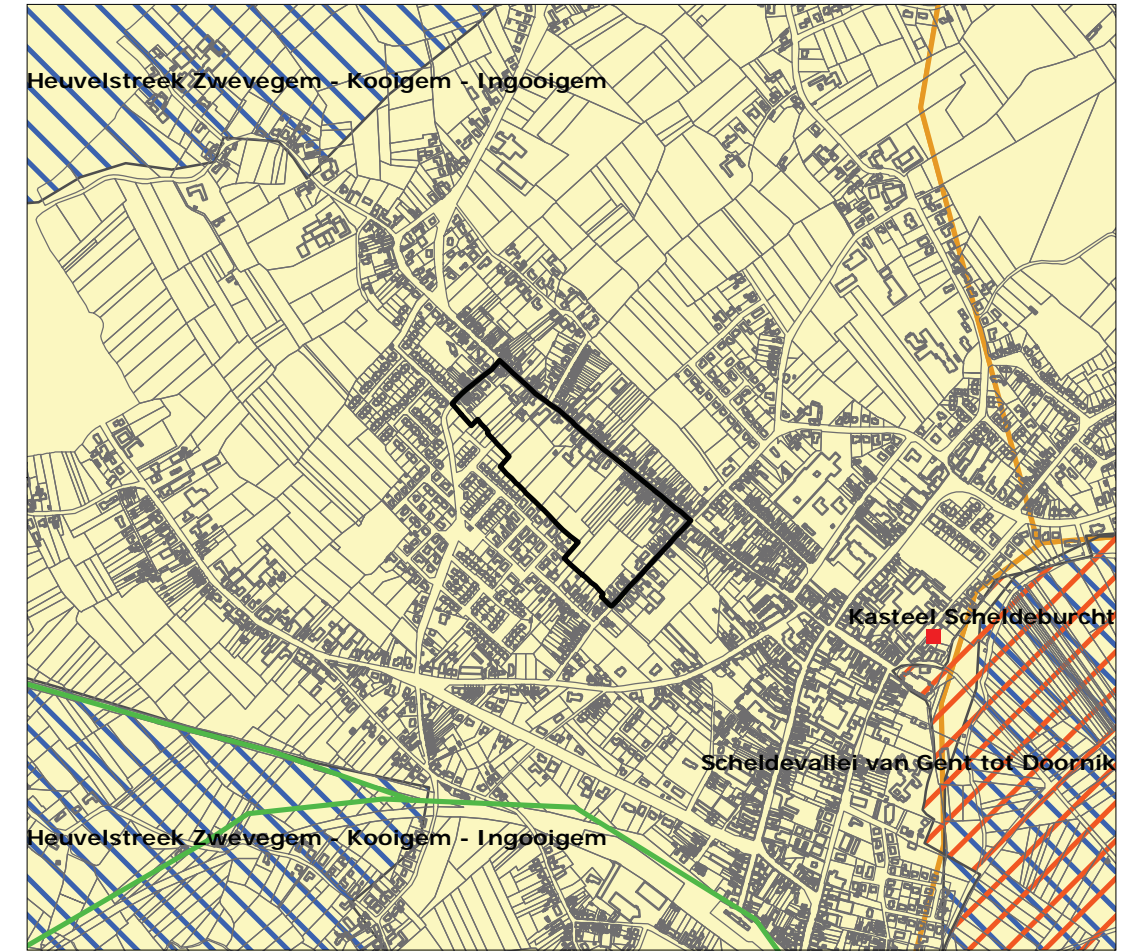 Heuvelstreek Zwevegem - Kooigem - Ingooigem
Kasteel Scheldeburcht
Scheldevallei van Gent tot Doornik
Heuvelstreek Zwevegem - Kooigem - Ingooigem